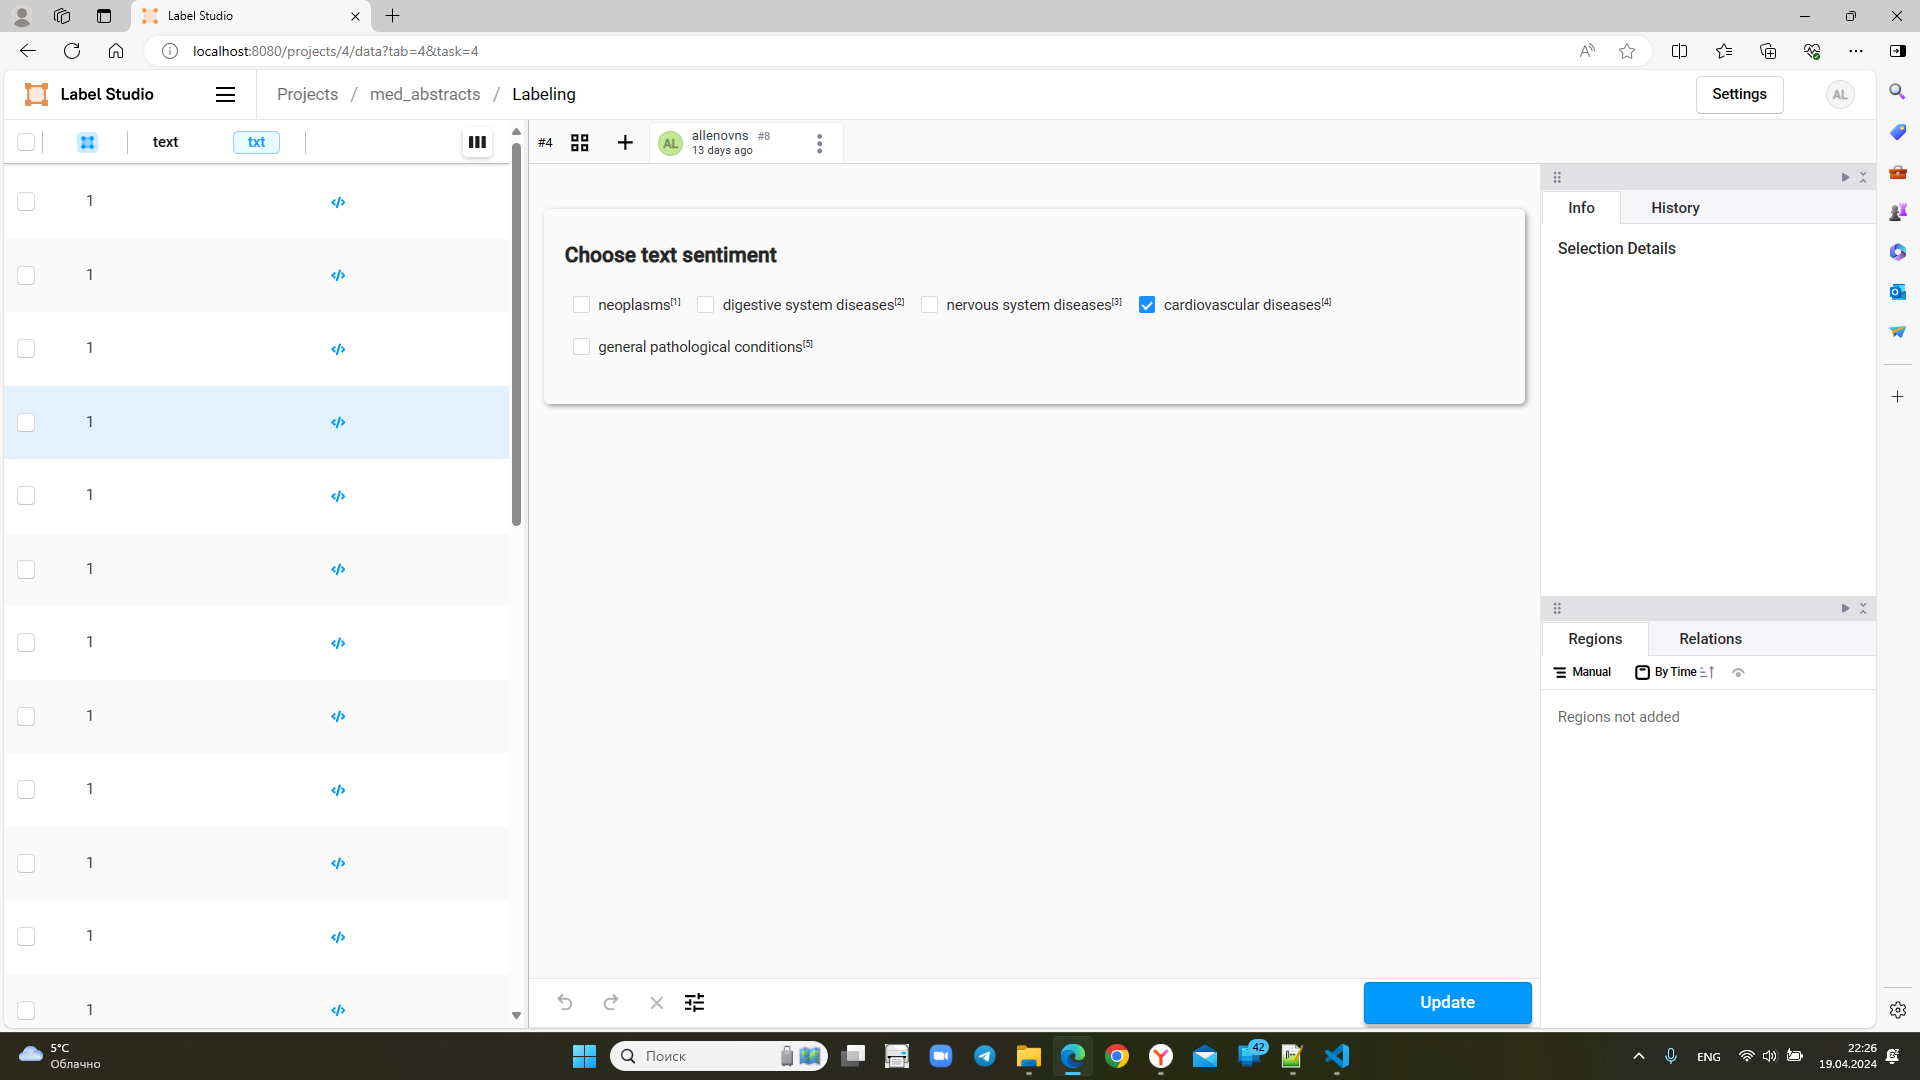 Label Studio
localhost:8080/projects/4/data?tab=4&task=4
Label Studio
Projects / med_abstracts / Labeling
Settings
AL
text txt
#4
AL
allenovns #8
13 days ago
1
1
1
1
1
1
1
1
1
1
1
1
Choose text sentiment
neoplasms[1] digestive system diseases[2] nervous system diseases[3] cardiovascular diseases[4]
general pathological conditions[5]
Info History
Selection Details
Regions Relations
Manual By Time
Regions not added
Update
5°C
Облачно
Поиск
42
ENG
22:26
19.04.2024